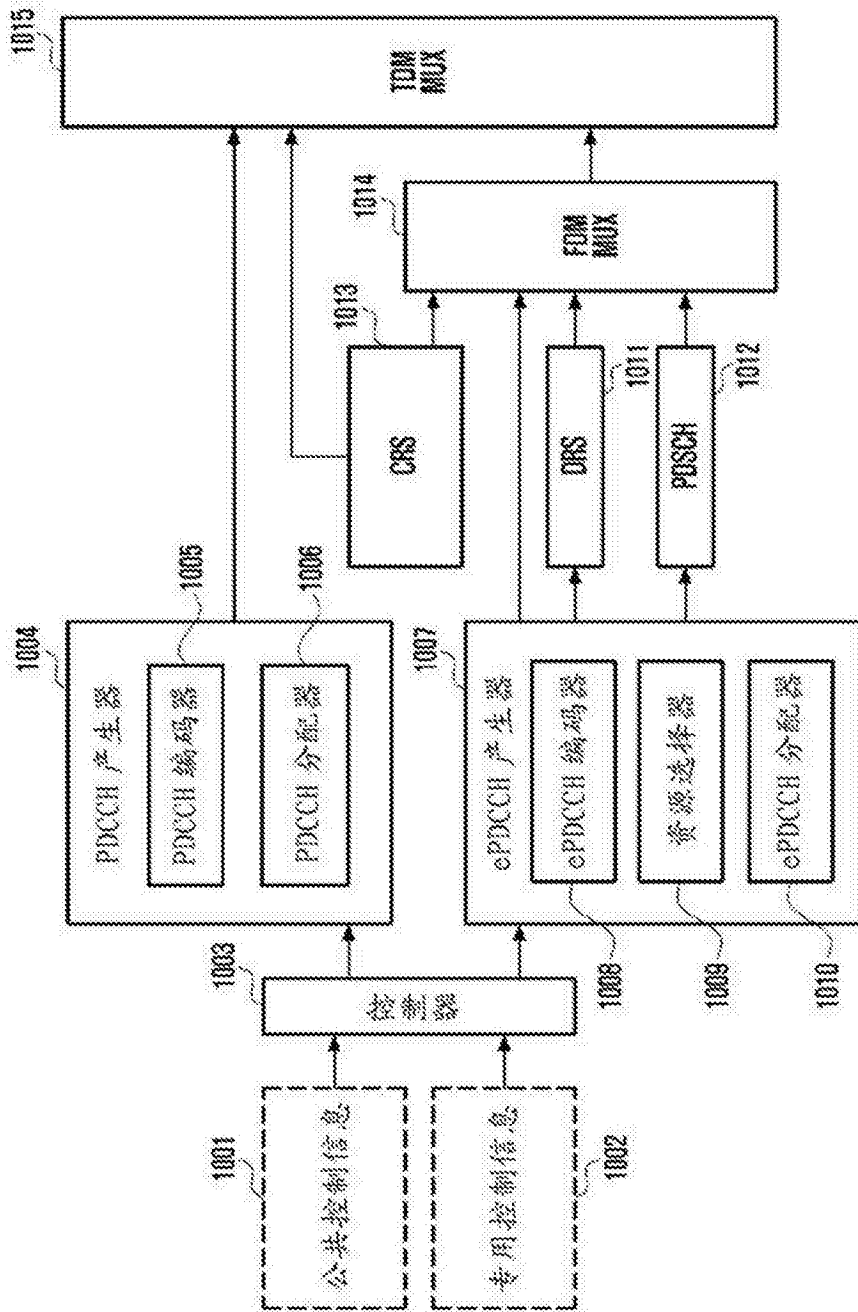 1001
公共控制信息
专用控制信息
1002
1003
控制器
1004
PDCCH 产生器
PDCCH 编码器
1005
PDCCH 分配器
1006
1007
ePDCCH 产生器
ePDCCH 编码器
1008
资源选择器
1009
ePDCCH 分配器
1010
1013
CRS
DRS
1011
PDSCH
1012
1014
FDM
MUX
1015
TDM
MUX